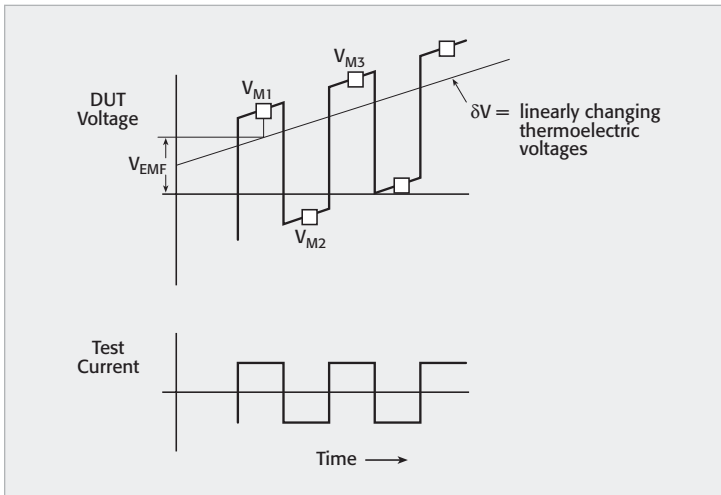 V_M1
V_M3
DUT
Voltage
δV = linearly changing
thermoelectric
voltages
V_EMF
V_M2
Test
Current
Time